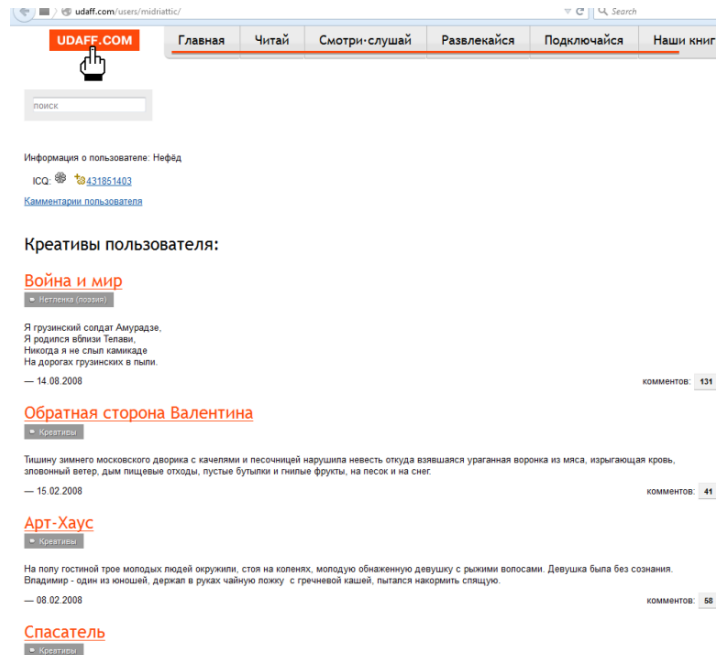 udaff.com/users/midriattic/
Search
UDAFF.COM
Главная Читай Смотри-слушай Развлекайся Подключайся Наши книг
поиск
Информация о пользователе: Нефёд
ICQ: 431851403
Камментарии пользователя
Креативы пользователя:
Война и мир
Нетленка (поэзия)
Я грузинский солдат Амурадзе,
Я родился вблизи Телави,
Никогда я не слыл камикадзе
На дорогах грузинских в пыли.
— 14.08.2008
комментов: 131
Обратная сторона Валентина
Креативы
Тишину зимнего московского дворика с качелями и песочницей нарушила невесть откуда взявшаяся ураганная воронка из мяса, изрыгающая кровь,
зловонный ветер, дым пищевые отходы, пустые бутылки и гнилые фрукты, на песок и на снег.
— 15.02.2008
комментов: 41
Арт-Хаус
Креативы
На полу гостиной трое молодых людей окружили, стоя на коленях, молодую обнаженную девушку с рыжими волосами. Девушка была без сознания.
Владимир - один из юношей, держал в руках чайную ложку с гречневой кашей, пытался накормить спящую.
— 08.02.2008
комментов: 58
Спасатель
Креативы